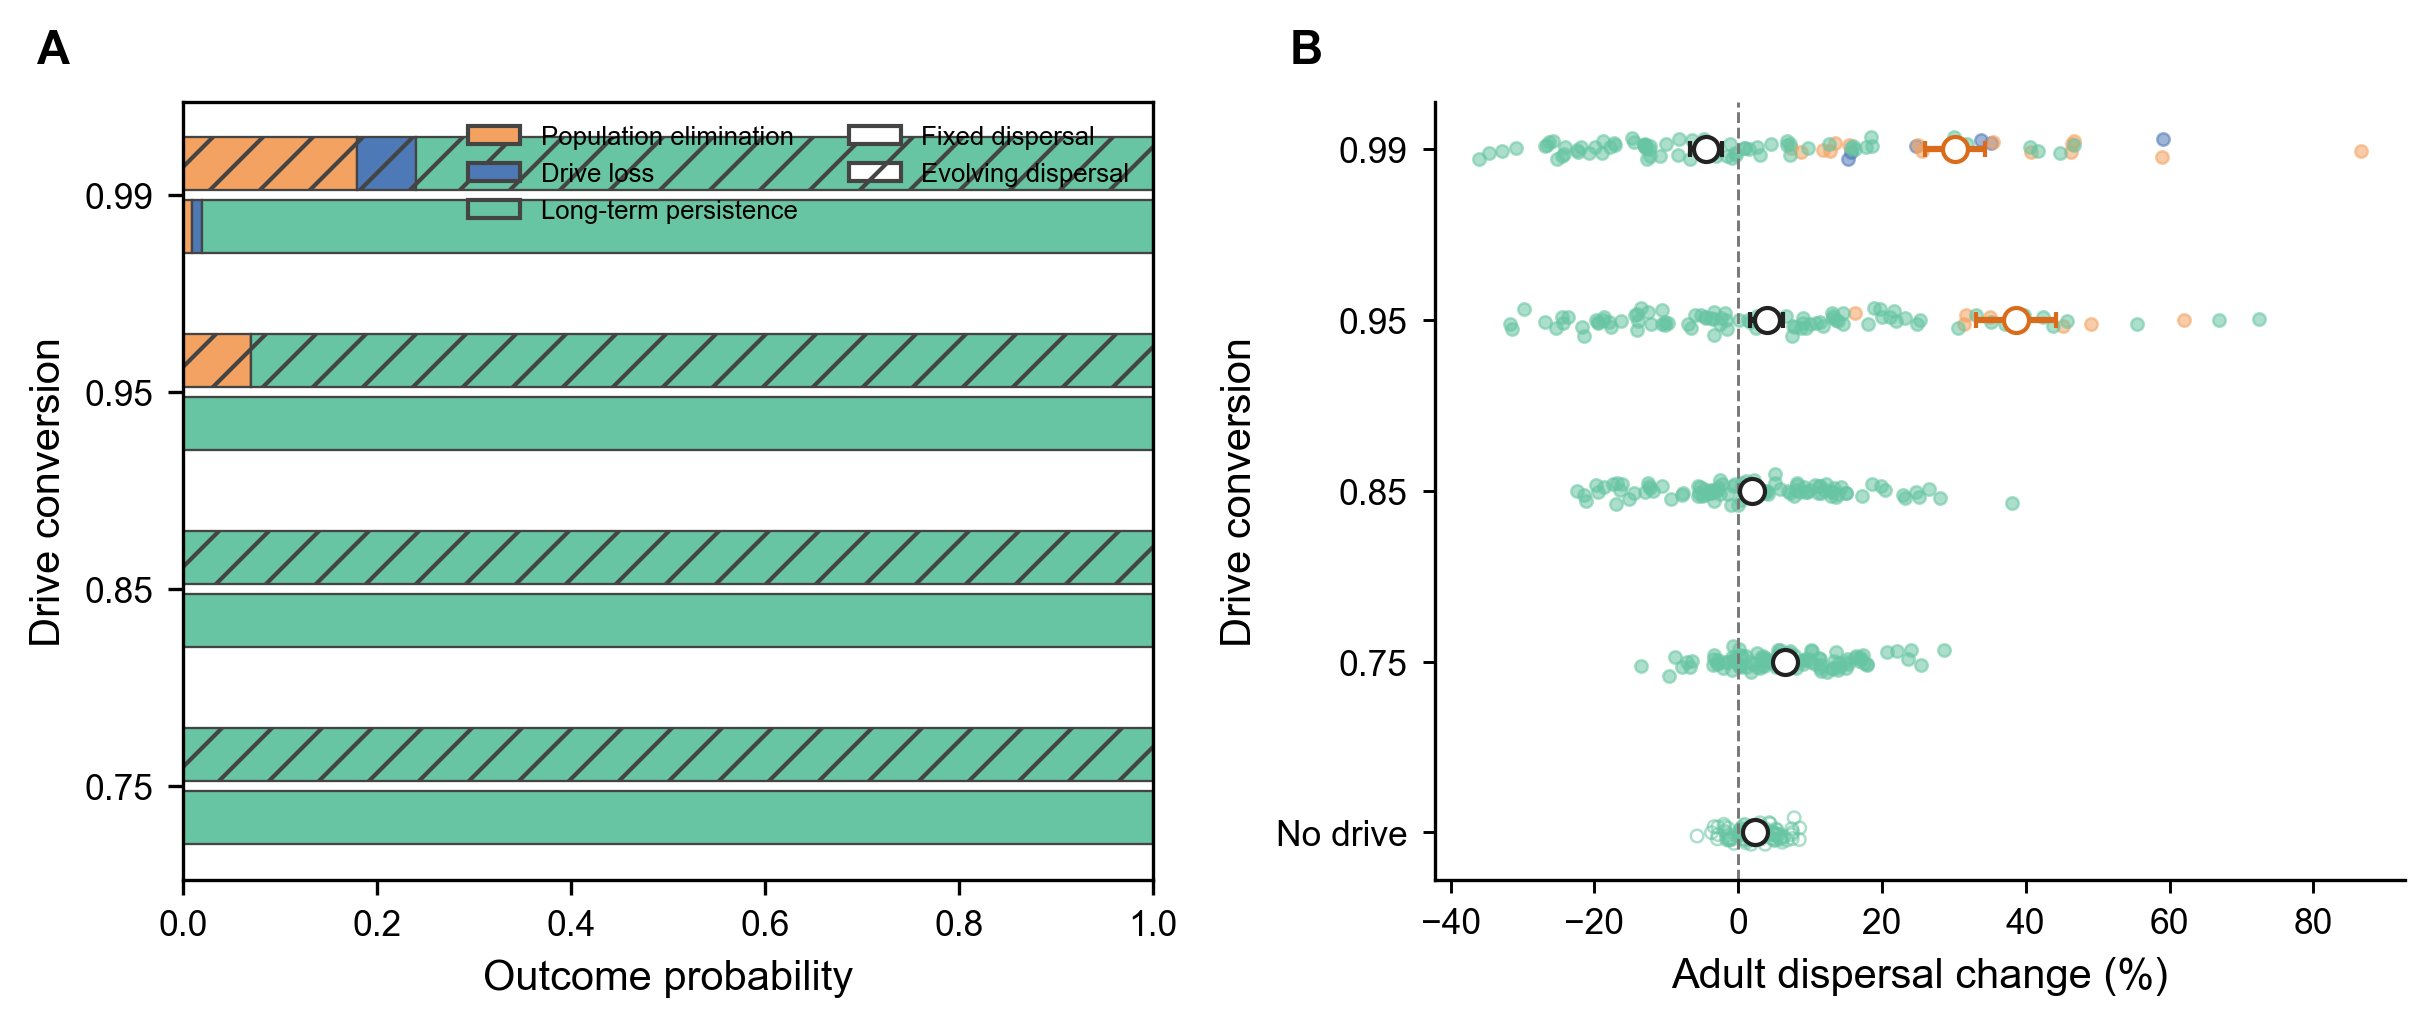 A
Population elimination
Drive loss
Long-term persistence
Fixed dispersal
Evolving dispersal
Drive conversion
0.99
0.95
0.85
0.75
0.0 0.2 0.4 0.6 0.8 1.0
Outcome probability
B
Drive conversion
0.99
0.95
0.85
0.75
No drive
−40 −20 0 20 40 60 80
Adult dispersal change (%)